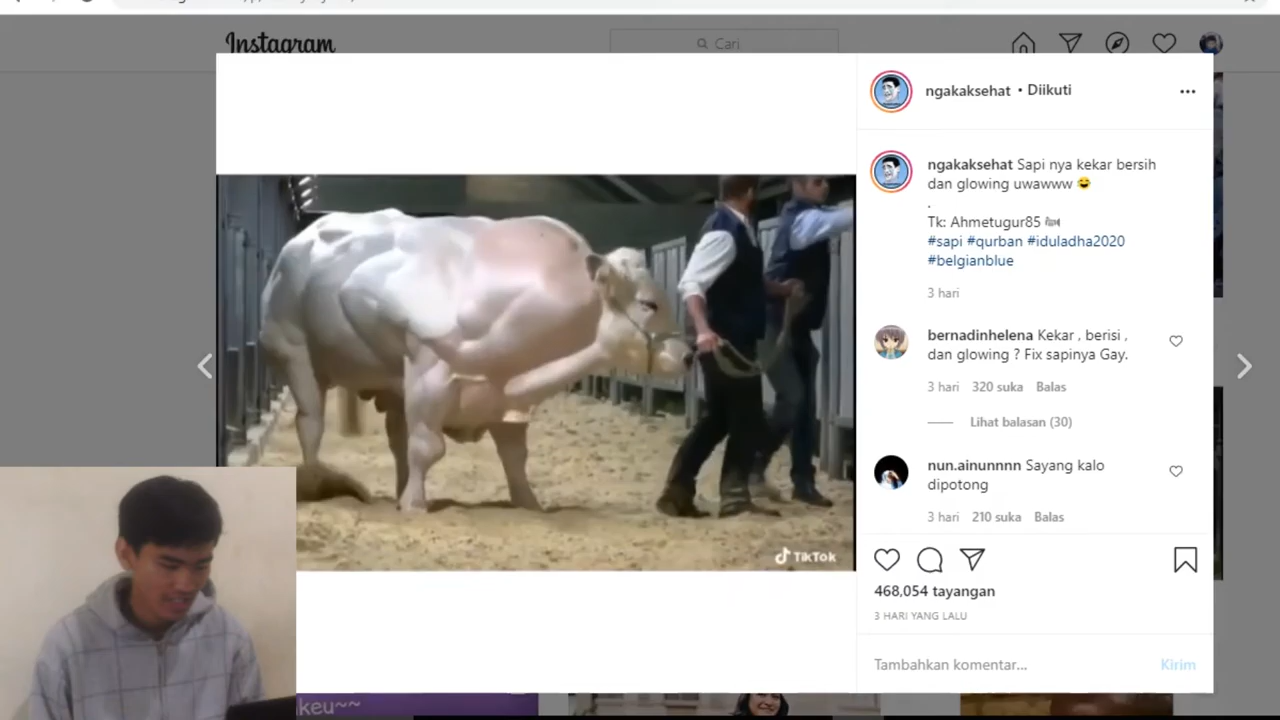 Instagram
Cari
ngakaksehat • Diikuti
ngakaksehat Sapi nya kekar bersih
dan glowing uwawww 😂
.
Tk: Ahmetugur85
#sapi #qurban #iduladha2020
#belgianblue
3 hari
bernadinhelena Kekar , berisi ,
dan glowing ? Fix sapinya Gay.
3 hari 320 suka Balas
Lihat balasan (30)
nun.ainunnnn Sayang kalo
dipotong
3 hari 210 suka Balas
TikTok
468,054 tayangan
3 HARI YANG LALU
Tambahkan komentar... Kirim
keu~~